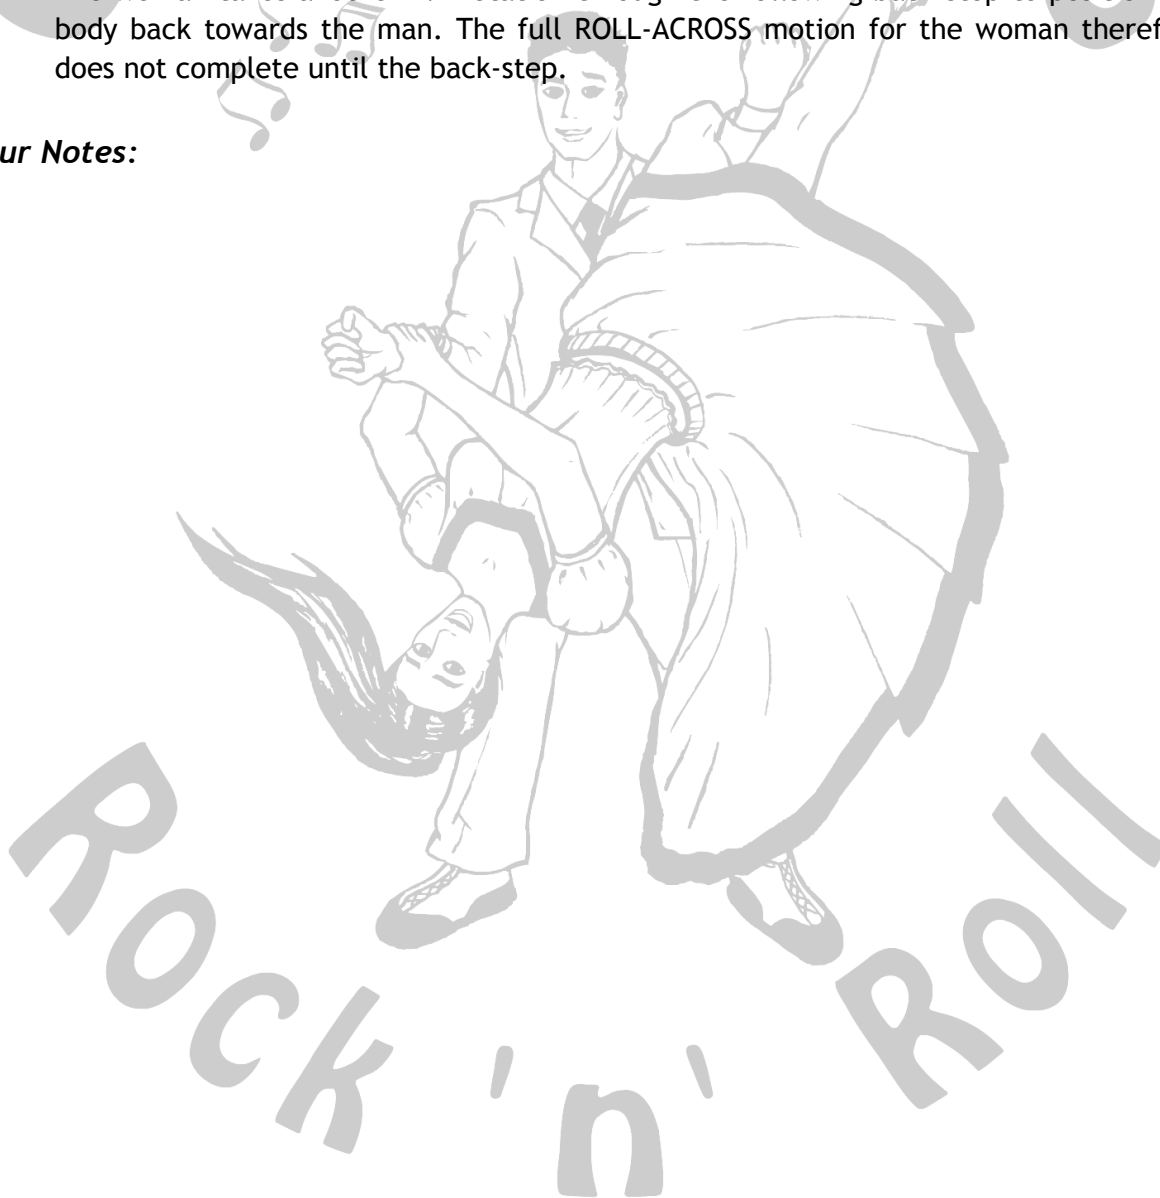 body back towards the man. The full ROLL-ACROSS motion for the woman theref
does not complete until the back-step.
ur Notes:
Rock 'n' Roll